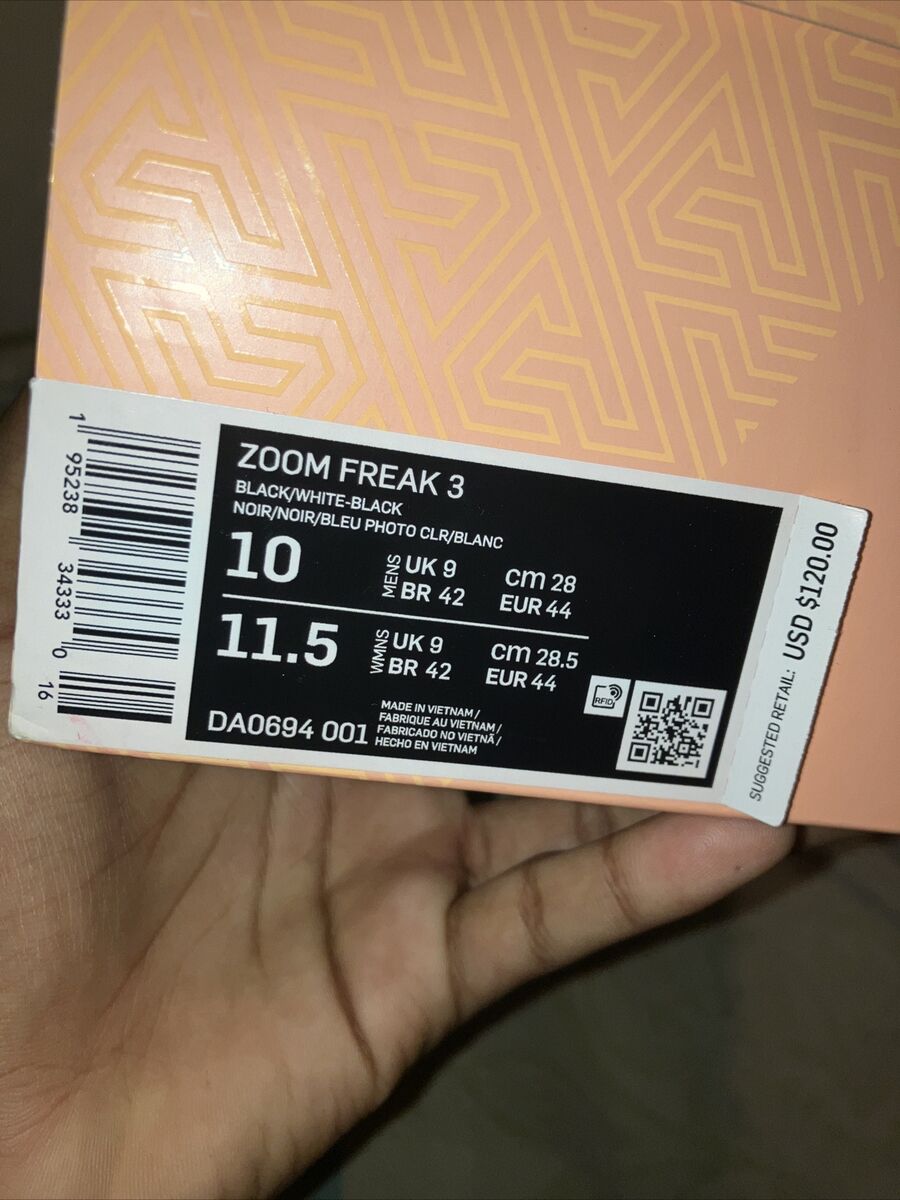 ZOOM FREAK 3
BLACK/WHITE-BLACK
NOIR/NOIR/BLEU PHOTO CLR/BLANC
10
MENS
UK 9
cm 28
BR 42
EUR 44
11.5
WMNS
UK 9
cm 28.5
BR 42
EUR 44
DA0694 001
MADE IN VIETNAM /
FABRIQUE AU VIETNAM /
FABRICADO NO VIETNÃ /
HECHO EN VIETNAM
RFID
1 95238 34333 0
16
SUGGESTED RETAIL: USD $120.00